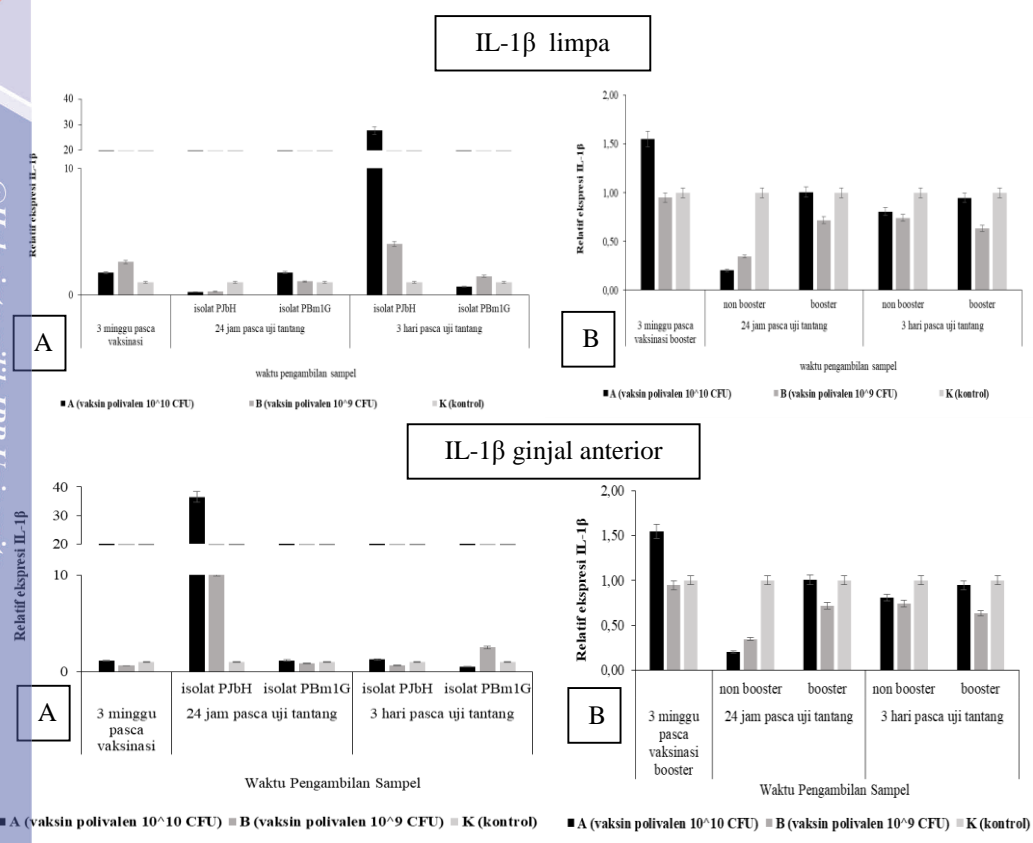 IL-1β limpa
40
30
20
10
0
Relatif ekspresi IL-1β
isolat PJbH
isolat PBm1G
isolat PJbH
isolat PBm1G
3 minggu pasca
vaksinasi
24 jam pasca uji tantang
3 hari pasca uji tantang
A
waktu pengambilan sampel
A (vaksin polivalen 10^10 CFU) B (vaksin polivalen 10^9 CFU) K (kontrol)
2,00
1,50
1,00
0,50
0,00
Relatif ekspresi IL-1β
non booster
booster
non booster
booster
3 minggu pasca
vaksinasi booster
24 jam pasca uji tantang
3 hari pasca uji tantang
B
waktu pengambilan sampel
A (vaksin polivalen 10^10 CFU) B (vaksin polivalen 10^9 CFU) K (kontrol)
IL-1β ginjal anterior
40
30
20
10
0
Relatif ekspresi IL-1β
isolat PJbH
isolat PBm1G
isolat PJbH
isolat PBm1G
3 minggu
pasca
vaksinasi
24 jam pasca uji tantang
3 hari pasca uji tantang
A
Waktu Pengambilan Sampel
A (vaksin polivalen 10^10 CFU) B (vaksin polivalen 10^9 CFU) K (kontrol)
2,00
1,50
1,00
0,50
0,00
Relatif ekspresi IL-1β
non booster
booster
non booster
booster
3 minggu
pasca
vaksinasi
booster
24 jam pasca uji tantang
3 hari pasca uji tantang
B
Waktu Pengambilan Sampel
A (vaksin polivalen 10^10 CFU) B (vaksin polivalen 10^9 CFU) K (kontrol)